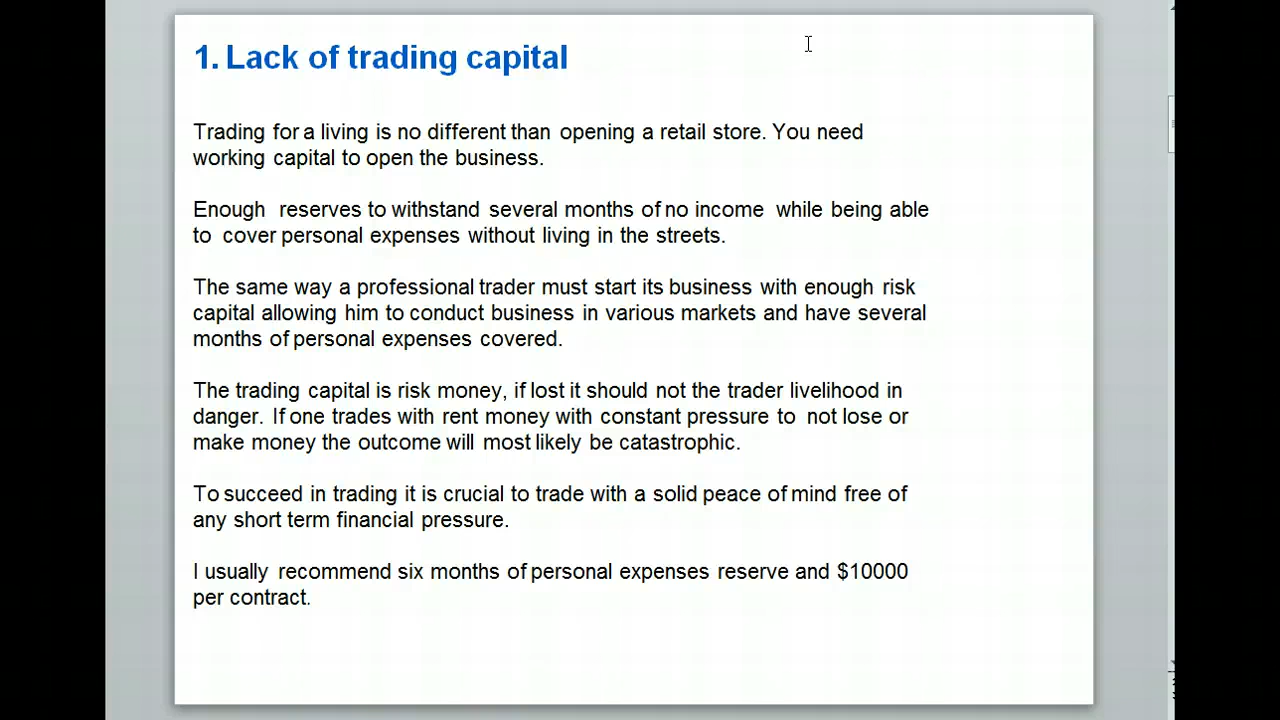 1. Lack of trading capital
Trading for a living is no different than opening a retail store. You need
working capital to open the business.
Enough reserves to withstand several months of no income while being able
to cover personal expenses without living in the streets.
The same way a professional trader must start its business with enough risk
capital allowing him to conduct business in various markets and have several
months of personal expenses covered.
The trading capital is risk money, if lost it should not the trader livelihood in
danger. If one trades with rent money with constant pressure to not lose or
make money the outcome will most likely be catastrophic.
To succeed in trading it is crucial to trade with a solid peace of mind free of
any short term financial pressure.
I usually recommend six months of personal expenses reserve and $10000
per contract.